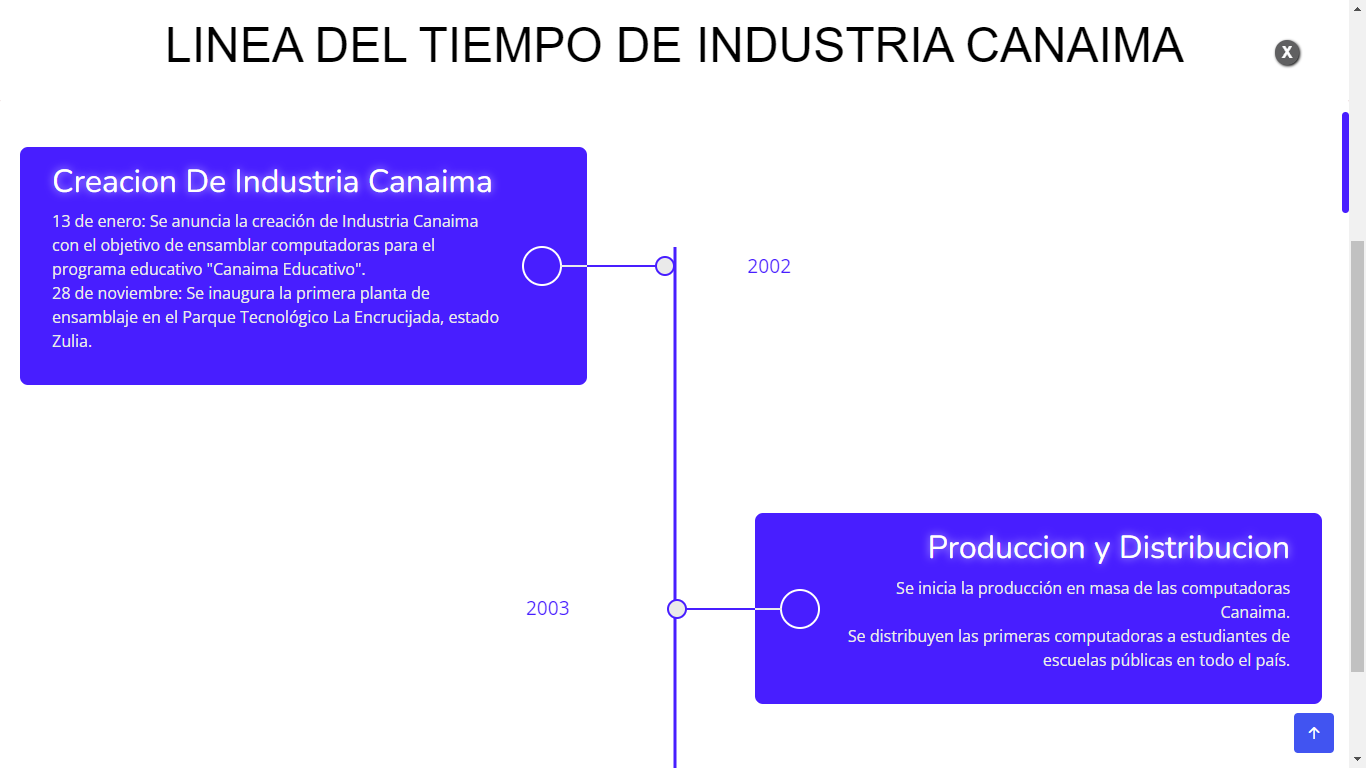 LINEA DEL TIEMPO DE INDUSTRIA CANAIMA
X
Creacion De Industria Canaima
13 de enero: Se anuncia la creación de Industria Canaima
con el objetivo de ensamblar computadoras para el
programa educativo "Canaima Educativo".
28 de noviembre: Se inaugura la primera planta de
ensamblaje en el Parque Tecnológico La Encrucijada, estado
Zulia.
2002
Produccion y Distribucion
Se inicia la producción en masa de las computadoras
Canaima.
Se distribuyen las primeras computadoras a estudiantes de
escuelas públicas en todo el país.
2003